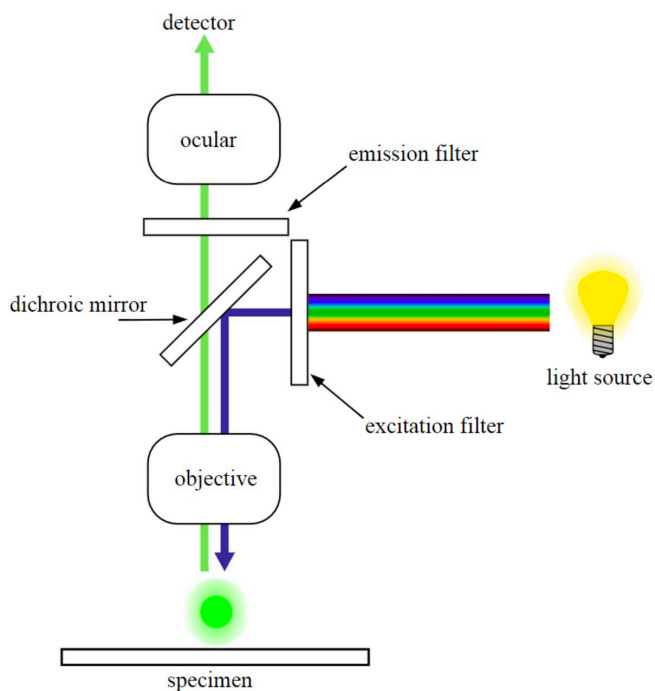 detector
ocular
emission filter
dichroic mirror
light source
excitation filter
objective
specimen